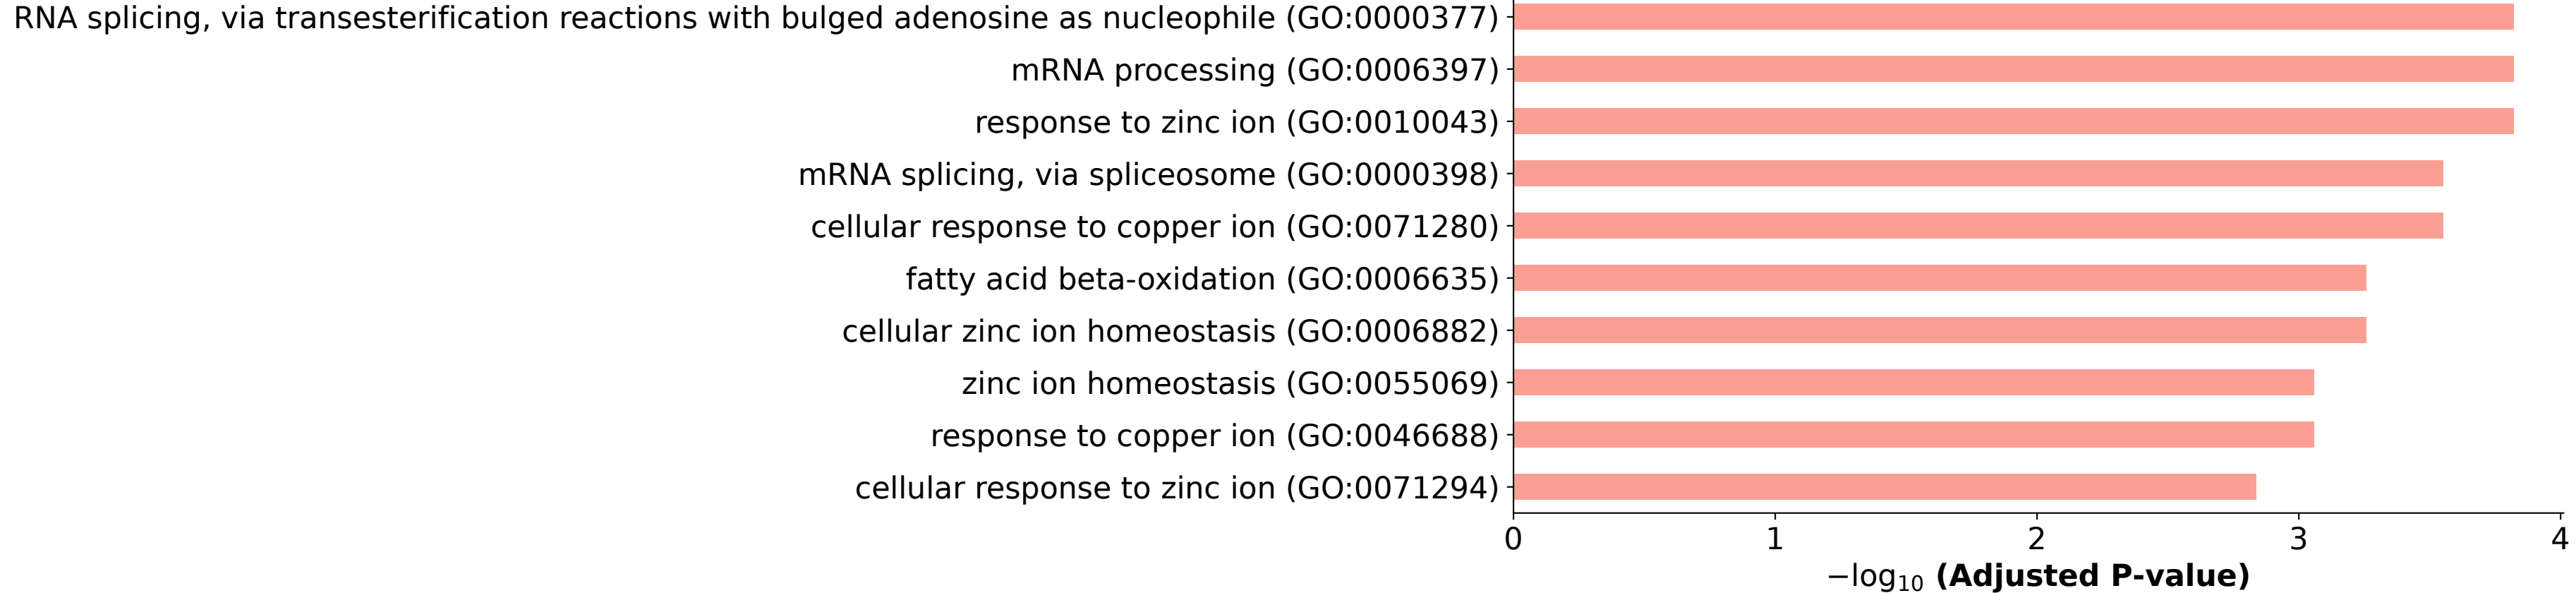 RNA splicing, via transesterification reactions with bulged adenosine as nucleophile (GO:0000377)
mRNA processing (GO:0006397)
response to zinc ion (GO:0010043)
mRNA splicing, via spliceosome (GO:0000398)
cellular response to copper ion (GO:0071280)
fatty acid beta-oxidation (GO:0006635)
cellular zinc ion homeostasis (GO:0006882)
zinc ion homeostasis (GO:0055069)
response to copper ion (GO:0046688)
cellular response to zinc ion (GO:0071294)
0 1 2 3 4
−log₁₀ (Adjusted P-value)